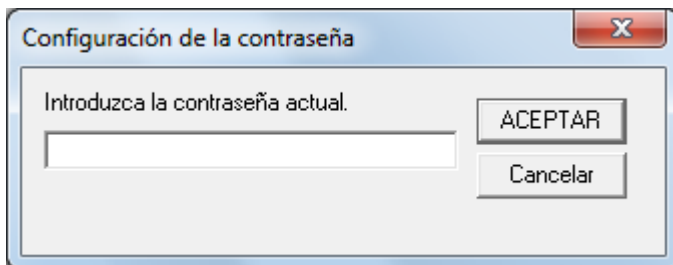 Configuración de la contraseña
Introduzca la contraseña actual.
ACEPTAR
Cancelar